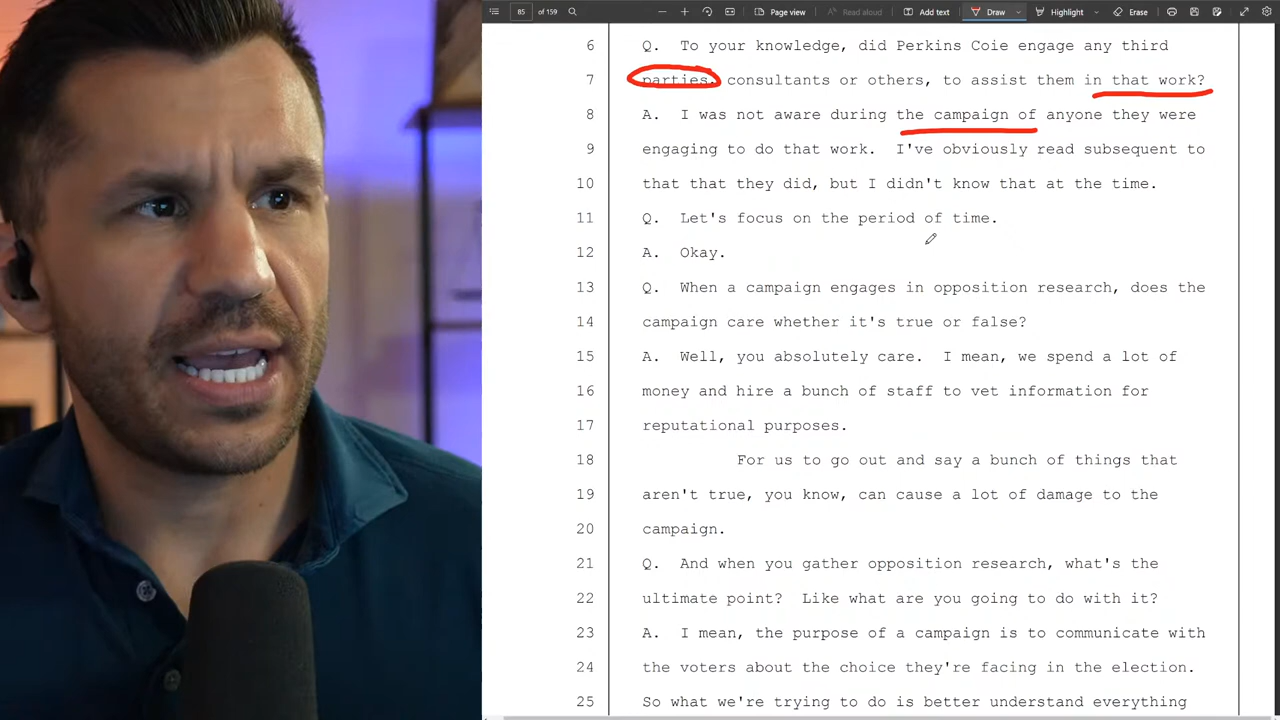 85 of 159 Page view Read aloud Add text Draw Highlight Erase
6 Q. To your knowledge, did Perkins Coie engage any third
7 parties, consultants or others, to assist them in that work?
8 A. I was not aware during the campaign of anyone they were
9 engaging to do that work. I've obviously read subsequent to
10 that that they did, but I didn't know that at the time.
11 Q. Let's focus on the period of time.
12 A. Okay.
13 Q. When a campaign engages in opposition research, does the
14 campaign care whether it's true or false?
15 A. Well, you absolutely care. I mean, we spend a lot of
16 money and hire a bunch of staff to vet information for
17 reputational purposes.
18 For us to go out and say a bunch of things that
19 aren't true, you know, can cause a lot of damage to the
20 campaign.
21 Q. And when you gather opposition research, what's the
22 ultimate point? Like what are you going to do with it?
23 A. I mean, the purpose of a campaign is to communicate with
24 the voters about the choice they're facing in the election.
25 So what we're trying to do is better understand everything